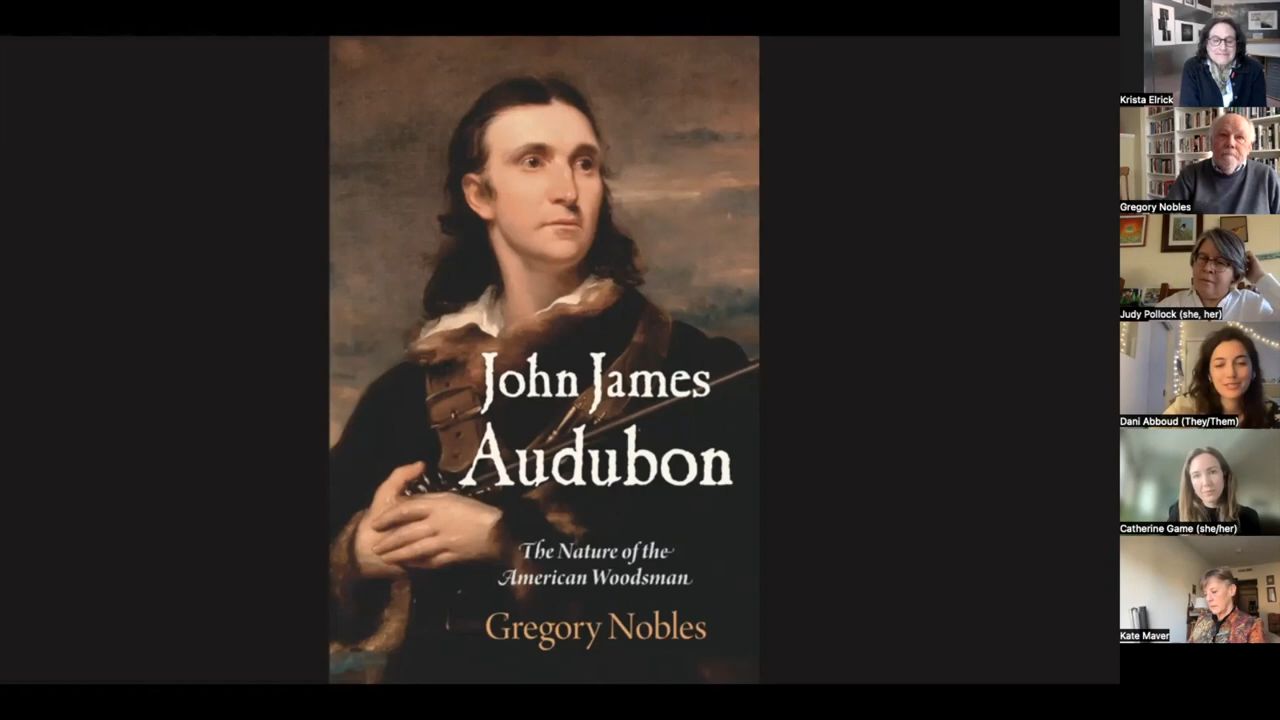 John James
Audubon
The Nature of the
American Woodsman
Gregory Nobles
Krista Elrick
Gregory Nobles
Judy Pollock (she, her)
Dani Abboud (They/Them)
Catherine Game (she/her)
Kate Maver